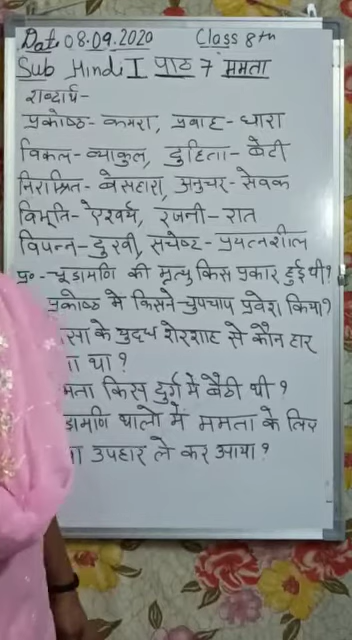 Date 08.09.2020 Class 8th
Sub Hindi I पाठ 7 ममता
शब्दार्थ-
प्रकोष्ठ- कमरा, प्रवाह- धारा
विकल- व्याकुल, दुहिता- बेटी
निराश्रित- बेसहारा, अनुचर- सेवक
विभूति- ऐश्वर्य, रजनी- रात
विपन्न- दुखी, सचेष्ट- प्रयत्नशील
प्र०- चूडामणि की मृत्यु किस प्रकार हुई थी?
प्रकोष्ठ में किसने चुपचाप प्रवेश किया?
सा के युद्ध शेरशाह से कौन हार
ा था?
मता किस दुर्ग में बैठी थी?
डामणि थालो में ममता के लिए
ा उपहार ले कर आया?